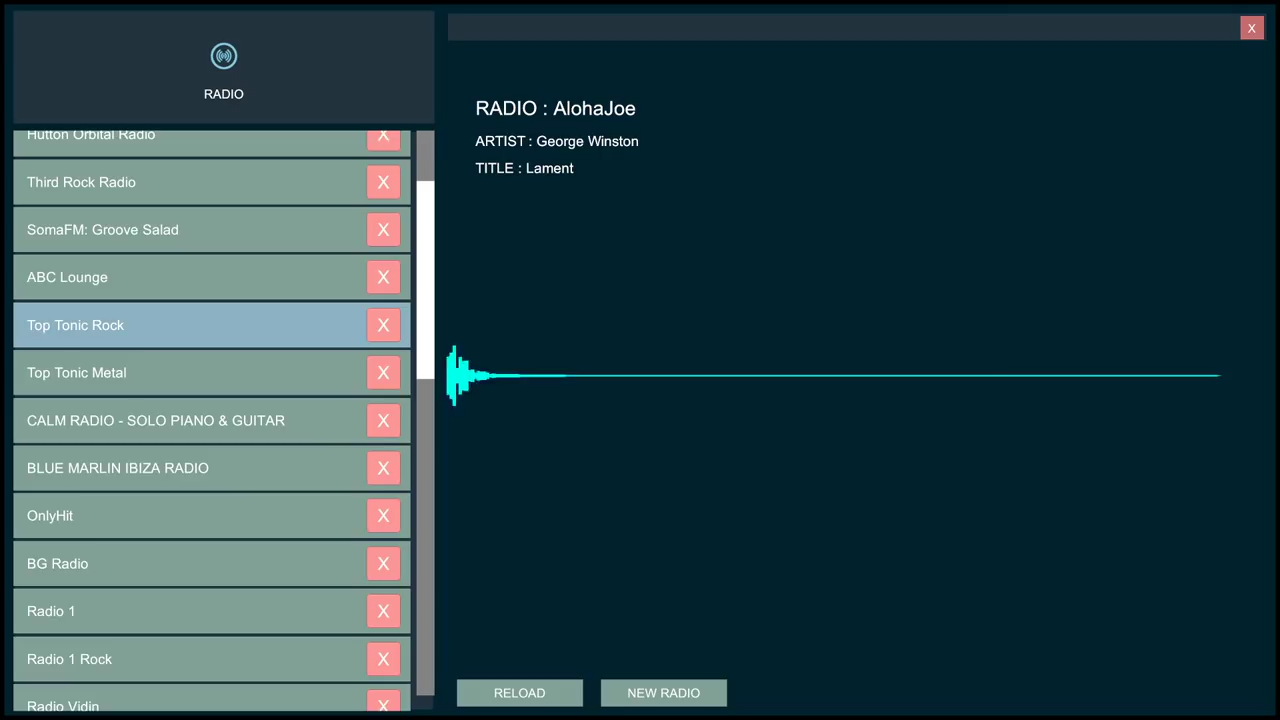 RADIO
Hutton Orbital Radio X
Third Rock Radio X
SomaFM: Groove Salad X
ABC Lounge X
Top Tonic Rock X
Top Tonic Metal X
CALM RADIO - SOLO PIANO & GUITAR X
BLUE MARLIN IBIZA RADIO X
OnlyHit X
BG Radio X
Radio 1 X
Radio 1 Rock X
Radio Vidin X
X
RADIO : AlohaJoe
ARTIST : George Winston
TITLE : Lament
RELOAD
NEW RADIO